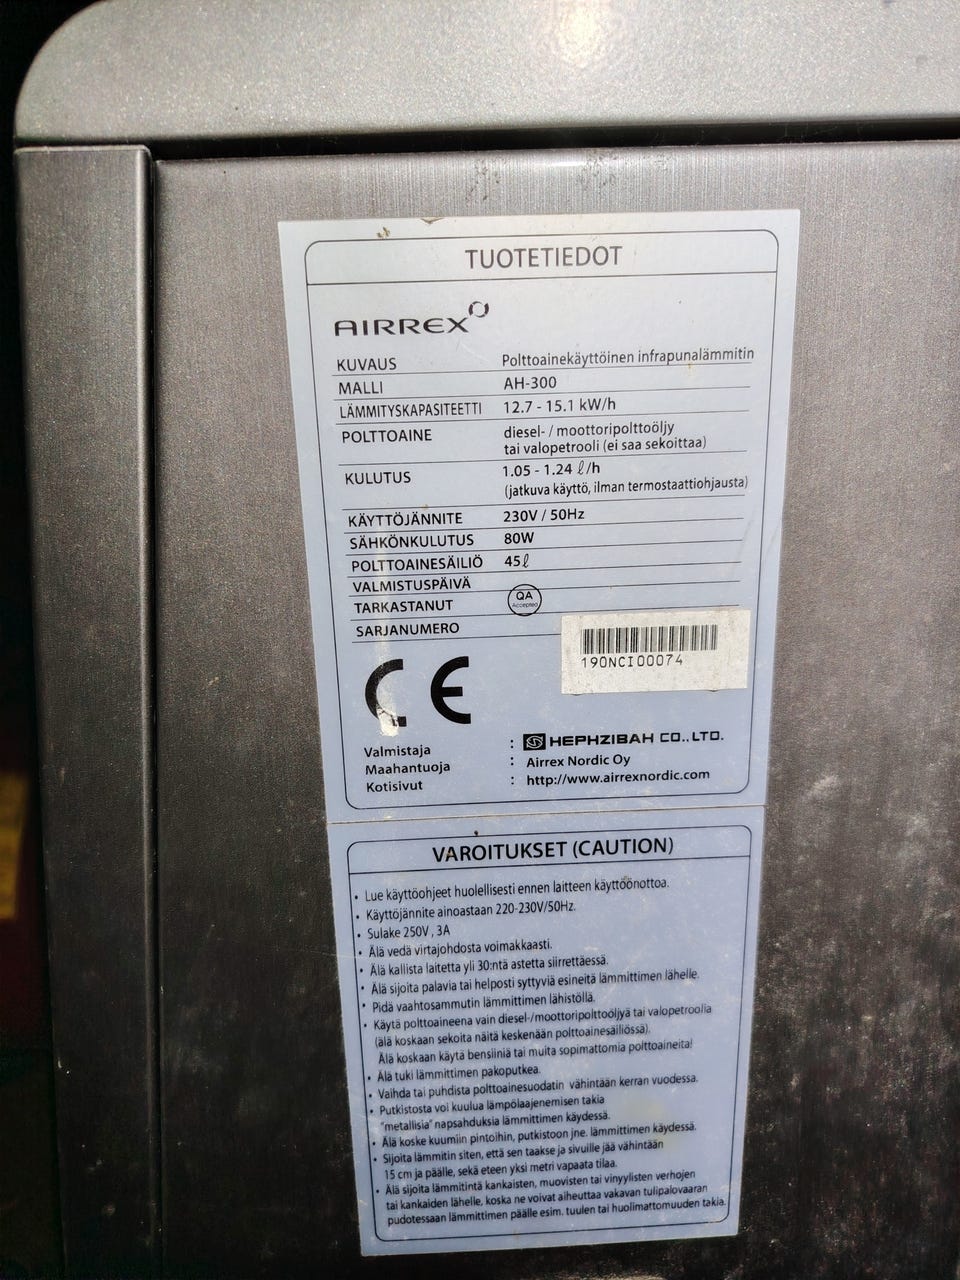 TUOTETIEDOT
AIRREX
KUVAUS Polttoainekäyttöinen infrapunalämmitin
MALLI AH-300
LÄMMITYSKAPASITEETTI 12.7 - 15.1 kW/h
POLTTOAINE diesel- / moottoripolttoöljy
tai valopetrooli (ei saa sekoittaa)
KULUTUS 1.05 - 1.24 ℓ/h
(jatkuva käyttö, ilman termostaattiohjausta)
KÄYTTÖJÄNNITE 230V / 50Hz
SÄHKÖNKULUTUS 80W
POLTTOAINESÄILIÖ 45ℓ
VALMISTUSPÄIVÄ
TARKASTANUT QA Accepted
SARJANUMERO
190NCI00074
CE
Valmistaja : HEPHZIBAH CO.,LTD.
Maahantuoja : Airrex Nordic Oy
Kotisivut : http://www.airrexnordic.com
VAROITUKSET (CAUTION)
• Lue käyttöohjeet huolellisesti ennen laitteen käyttöönottoa.
• Käyttöjännite ainoastaan 220-230V/50Hz.
• Sulake 250V , 3A
• Älä vedä virtajohdosta voimakkaasti.
• Älä kallista laitetta yli 30:ntä astetta siirrettäessä.
• Älä sijoita palavia tai helposti syttyviä esineitä lämmittimen lähelle.
• Pidä vaahtosammutin lämmittimen lähistöllä.
• Käytä polttoaineena vain diesel-/moottoripolttoöljyä tai valopetroolia
(älä koskaan sekoita näitä keskenään polttoainesäiliössä).
Älä koskaan käytä bensiiniä tai muita sopimattomia polttoaineita!
• Älä tuki lämmittimen pakoputkea.
• Vaihda tai puhdista polttoainesuodatin vähintään kerran vuodessa.
• Putkistosta voi kuulua lämpölaajenemisen takia
"metallisia" napsahduksia lämmittimen käydessä.
• Älä koske kuumiin pintoihin, putkistoon jne. lämmittimen käydessä.
• Sijoita lämmitin siten, että sen taakse ja sivuille jää vähintään
15 cm ja päälle, sekä eteen yksi metri vapaata tilaa.
• Älä sijoita lämmitintä kankaisten, muovisten tai vinyylisten verhojen
tai kankaiden lähelle, koska ne voivat aiheuttaa vakavan tulipalovaaran
pudotessaan lämmittimen päälle esim. tuulen tai huolimattomuuden takia.